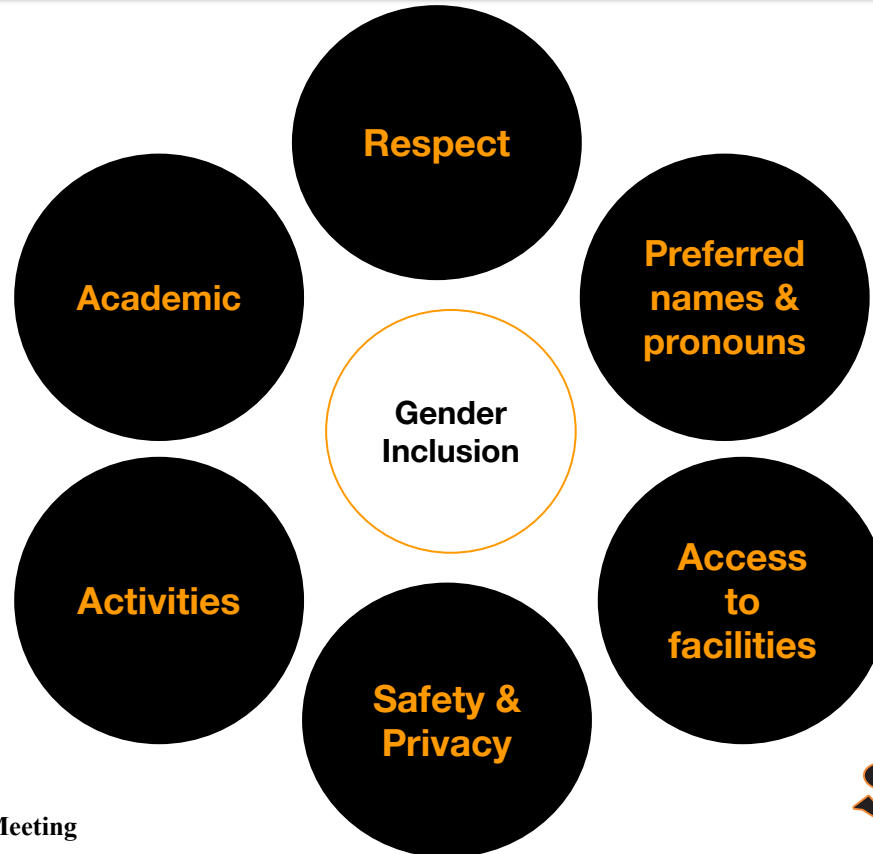 Respect
Academic
Preferred
names &
pronouns
Gender
Inclusion
Activities
Access
to
facilities
Safety &
Privacy
Meeting